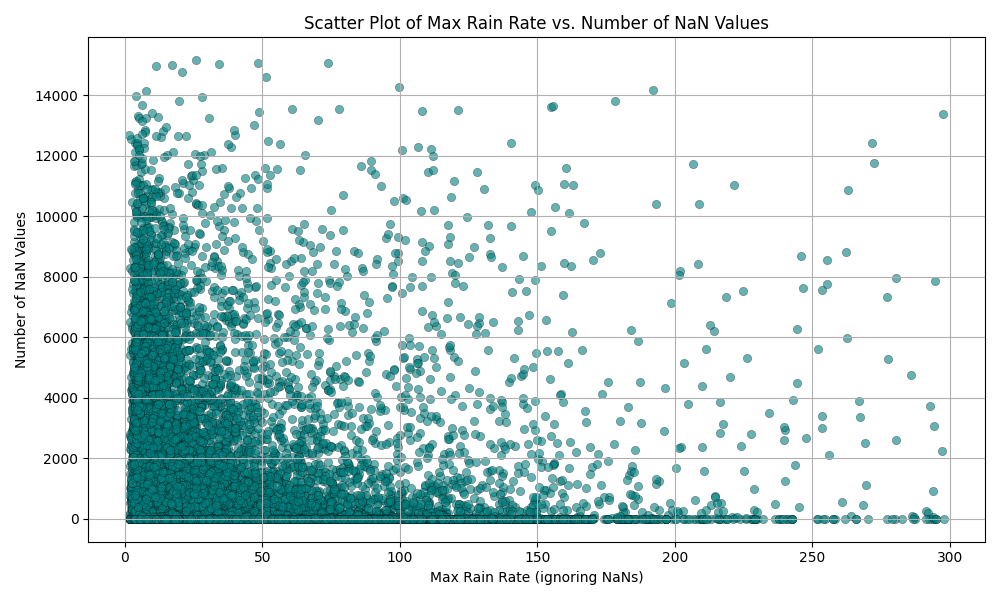 Scatter Plot of Max Rain Rate vs. Number of NaN Values
Number of NaN Values
14000
12000
10000
8000
6000
4000
2000
0
0 50 100 150 200 250 300
Max Rain Rate (ignoring NaNs)